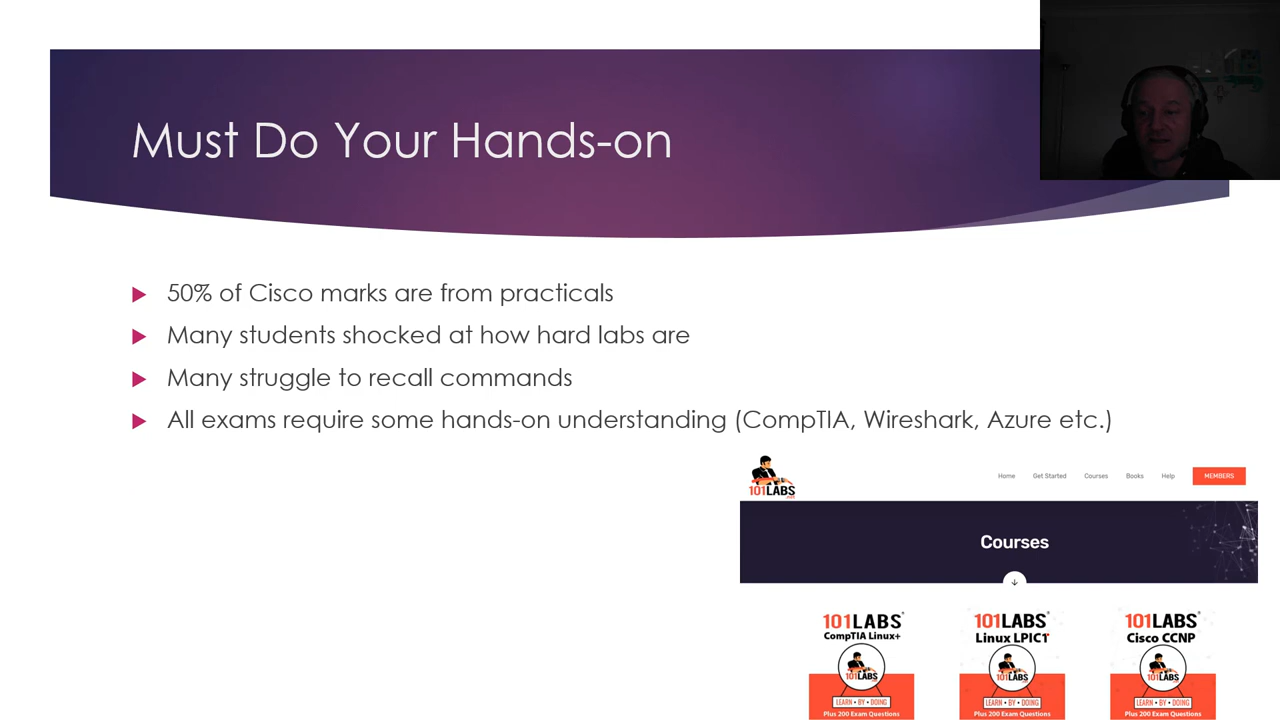 Must Do Your Hands-on
50% of Cisco marks are from practicals
Many students shocked at how hard labs are
Many struggle to recall commands
All exams require some hands-on understanding (CompTIA, Wireshark, Azure etc.)
101LABS
Home Get Started Courses Books Help MEMBERS
Courses
101LABS® 101LABS® 101LABS®
CompTIA Linux+ Linux LPIC1 Cisco CCNP
101LABS 101LABS 101LABS
LEARN • BY • DOING LEARN • BY • DOING LEARN • BY • DOING
Plus 200 Exam Questions Plus 200 Exam Questions Plus 200 Exam Questions